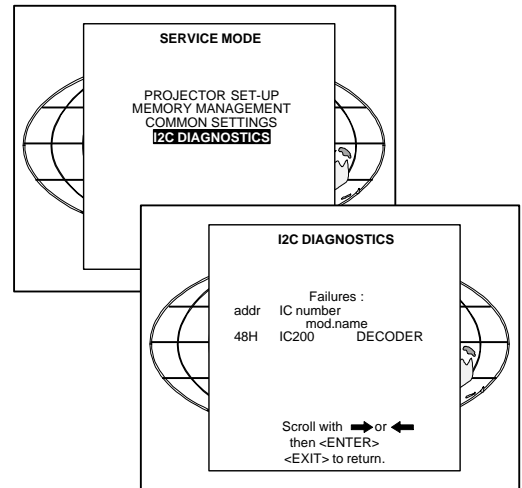 SERVICE MODE
PROJECTOR SET-UP
MEMORY MANAGEMENT
COMMON SETTINGS
I2C DIAGNOSTICS
I2C DIAGNOSTICS
Failures :
addr IC number
mod.name
48H IC200 DECODER
Scroll with or
then <ENTER>
<EXIT> to return.